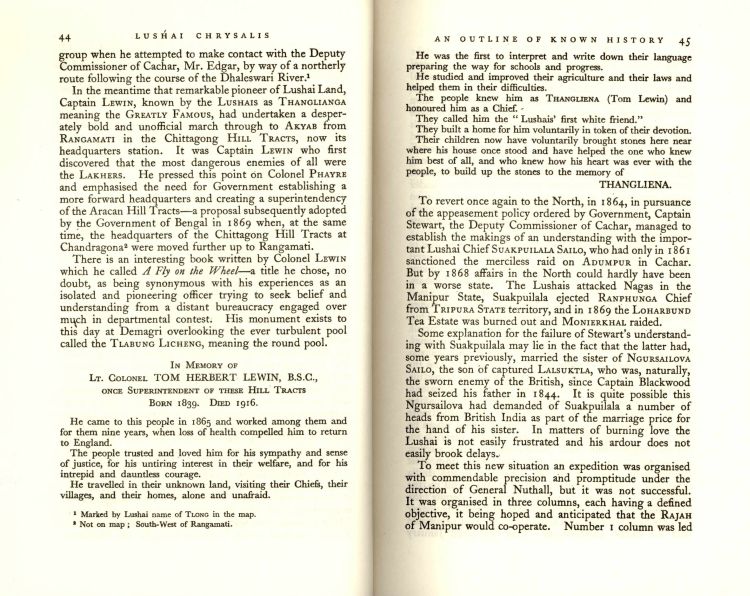 44 LUSHAI CHRYSALIS
group when he attempted to make contact with the Deputy
Commissioner of Cachar, Mr. Edgar, by way of a northerly
route following the course of the Dhaleswari River.¹
In the meantime that remarkable pioneer of Lushai Land,
Captain LEWIN, known by the LUSHAIS as THANGLIANGA
meaning the GREATLY FAMOUS, had undertaken a desper-
ately bold and unofficial march through to AKYAB from
RANGAMATI in the Chittagong HILL TRACTS, now its
headquarters station. It was Captain LEWIN who first
discovered that the most dangerous enemies of all were
the LAKHERS. He pressed this point on Colonel PHAYRE
and emphasised the need for Government establishing a
more forward headquarters and creating a superintendency
of the Aracan Hill Tracts—a proposal subsequently adopted
by the Government of Bengal in 1869 when, at the same
time, the headquarters of the Chittagong Hill Tracts at
Chandragona² were moved further up to Rangamati.
There is an interesting book written by Colonel LEWIN
which he called A Fly on the Wheel—a title he chose, no
doubt, as being synonymous with his experiences as an
isolated and pioneering officer trying to seek belief and
understanding from a distant bureaucracy engaged over
much in departmental contest. His monument exists to
this day at Demagri overlooking the ever turbulent pool
called the TLABUNG LICHENG, meaning the round pool.
IN MEMORY OF
LT. COLONEL TOM HERBERT LEWIN, B.S.C.,
ONCE SUPERINTENDENT OF THESE HILL TRACTS
BORN 1839. DIED 1916.
He came to this people in 1865 and worked among them and
for them nine years, when loss of health compelled him to return
to England.
The people trusted and loved him for his sympathy and sense
of justice, for his untiring interest in their welfare, and for his
intrepid and dauntless courage.
He travelled in their unknown land, visiting their Chiefs, their
villages, and their homes, alone and unafraid.
¹ Marked by Lushai name of TLONG in the map.
² Not on map ; South-West of Rangamati.
AN OUTLINE OF KNOWN HISTORY 45
He was the first to interpret and write down their language
preparing the way for schools and progress.
He studied and improved their agriculture and their laws and
helped them in their difficulties.
The people knew him as THANGLIENA (Tom Lewin) and
honoured him as a Chief.
They called him the “ Lushais' first white friend.”
They built a home for him voluntarily in token of their devotion.
Their children now have voluntarily brought stones here near
where his house once stood and have helped the one who knew
him best of all, and who knew how his heart was ever with the
people, to build up the stones to the memory of
THANGLIENA.
To revert once again to the North, in 1864, in pursuance
of the appeasement policy ordered by Government, Captain
Stewart, the Deputy Commissioner of Cachar, managed to
establish the makings of an understanding with the impor-
tant Lushai Chief SUAKPUILALA SAILO, who had only in 1861
sanctioned the merciless raid on ADUMPUR in Cachar.
But by 1868 affairs in the North could hardly have been
in a worse state. The Lushais attacked Nagas in the
Manipur State, Suakpuilala ejected RANPHUNGA Chief
from TRIPURA STATE territory, and in 1869 the LOHARBUND
Tea Estate was burned out and MONIERKHAL raided.
Some explanation for the failure of Stewart's understand-
ing with Suakpuilala may lie in the fact that the latter had,
some years previously, married the sister of NGURSAILOVA
SAILO, the son of captured LALSUKTLA, who was, naturally,
the sworn enemy of the British, since Captain Blackwood
had seized his father in 1844. It is quite possible this
Ngursailova had demanded of Suakpuilala a number of
heads from British India as part of the marriage price for
the hand of his sister. In matters of burning love the
Lushai is not easily frustrated and his ardour does not
easily brook delays.
To meet this new situation an expedition was organised
with commendable precision and promptitude under the
direction of General Nuthall, but it was not successful.
It was organised in three columns, each having a defined
objective, it being hoped and anticipated that the RAJAH
of Manipur would co-operate. Number 1 column was led